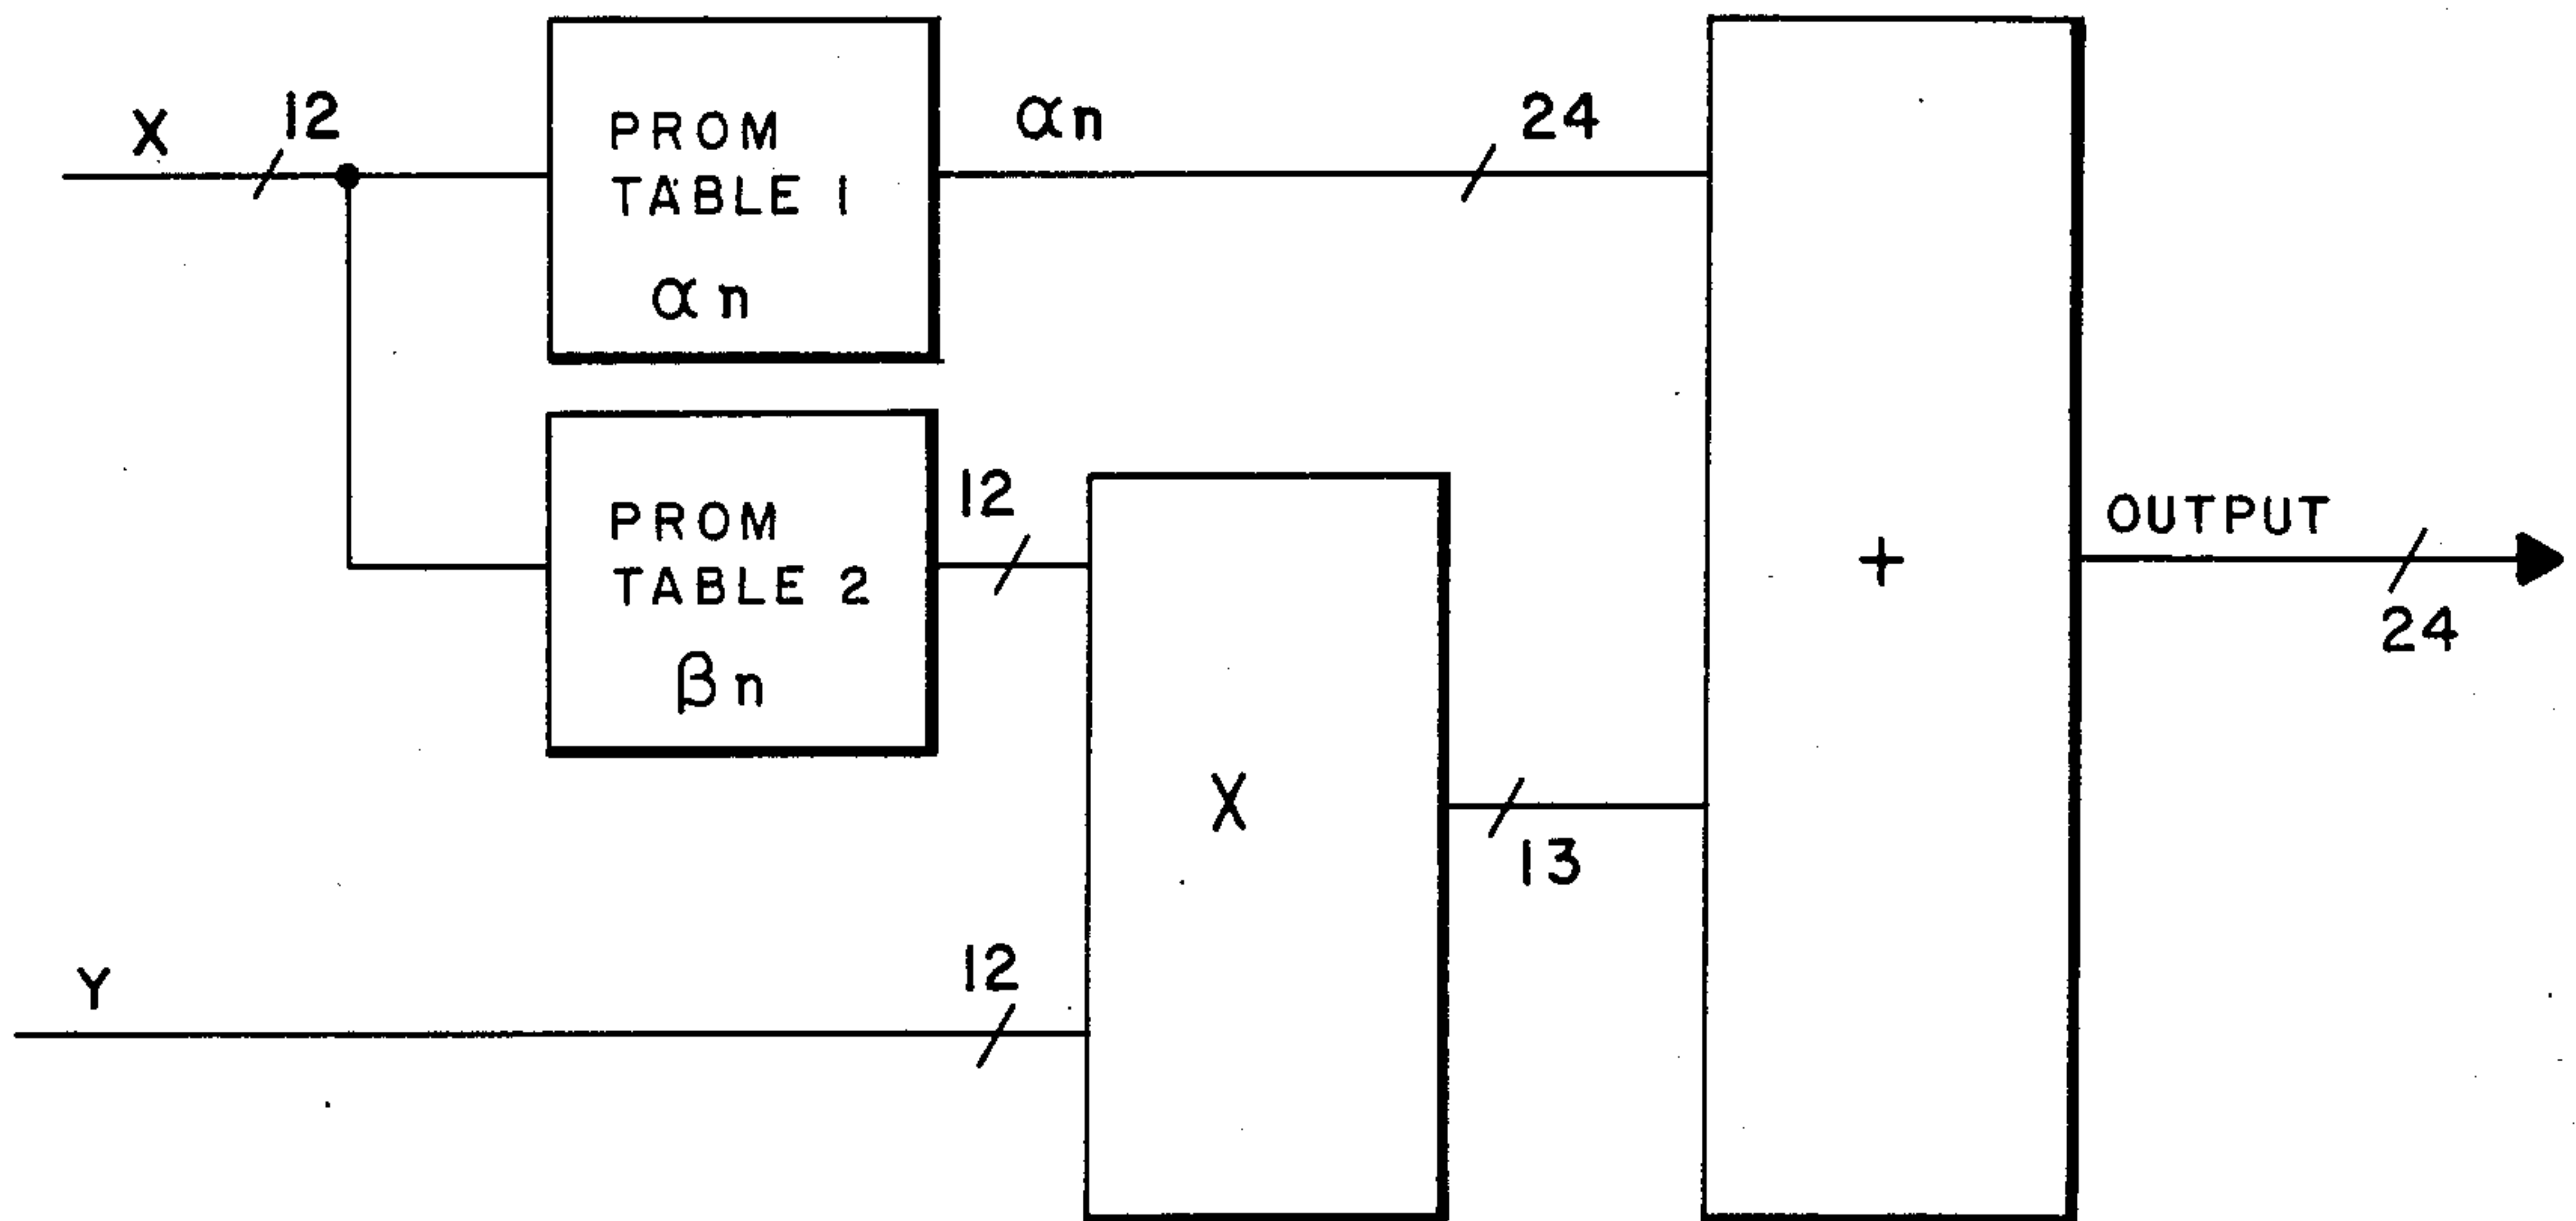 X
12
PROM
TABLE 1
αn
αn
24
PROM
TABLE 2
βn
12
X
+
OUTPUT
24
13
Y
12